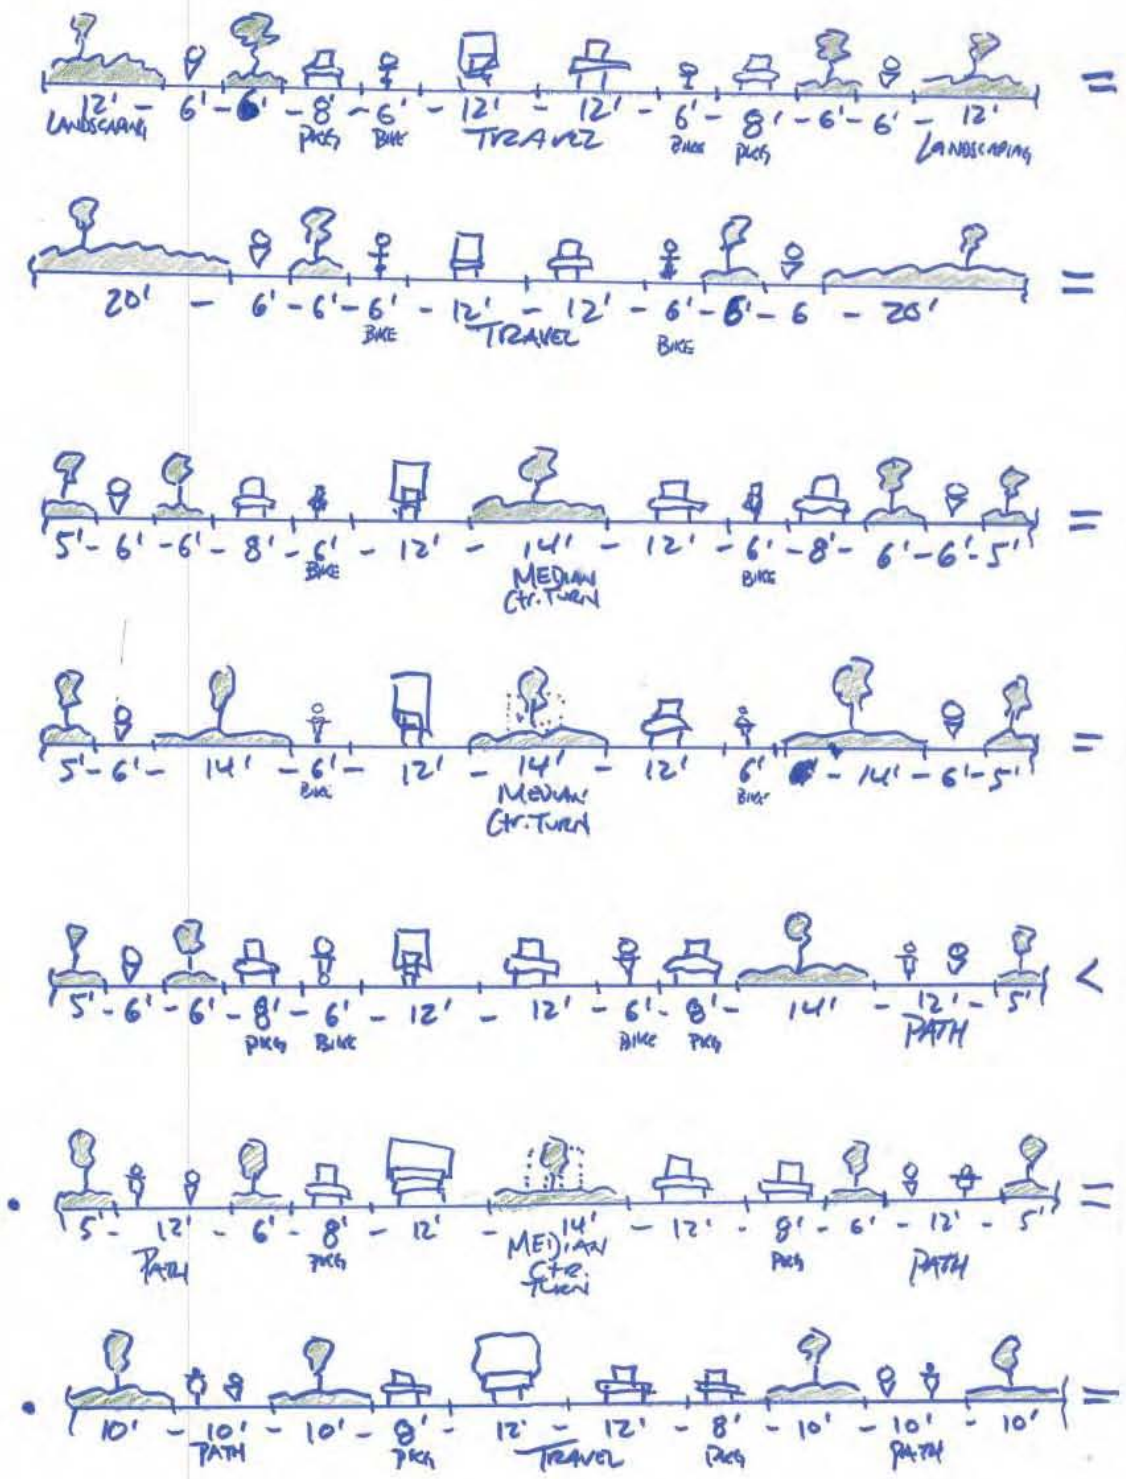 12' - 6' - 6' - 8' - 6' - 12' - 12' - 6' - 8' - 6' - 6' - 12' =
LANDSCAPING PKG BIKE TRAVEL BIKE PKG LANDSCAPING
20' - 6' - 6' - 6' - 12' - 12' - 6' - 6' - 6 - 20' =
BIKE TRAVEL BIKE
5' - 6' - 6' - 8' - 6' - 12' - 14' - 12' - 6' - 8' - 6' - 6' - 5' =
BIKE MEDIAN BIKE
Ctr. TURN
5' - 6' - 14' - 6' - 12' - 14' - 12' 6' - 14' - 6' - 5' =
BIKE MEDIAN BIKE
Ctr. TURN
5' - 6' - 6' - 8' - 6' - 12' - 12' - 6' - 8' - 14' - 12' - 5' <
PKG BIKE BIKE PKG PATH
• 5' - 12' - 6' - 8' - 12' - 14' - 12' - 8' - 6' - 12' - 5' =
PATH PKG MEDIAN PKG PATH
Ctr.
TURN
• 10' - 10' - 10' - 8' - 12' - 12' - 8' - 10' - 10' - 10' =
PATH PKG TRAVEL PKG PATH